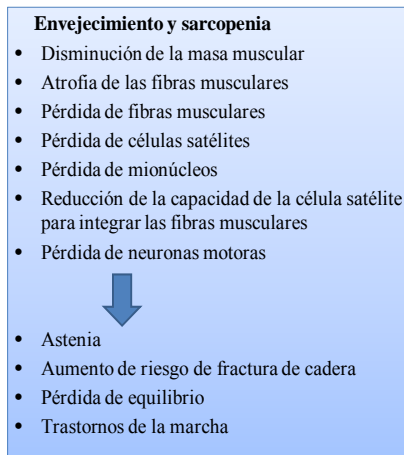 Envejecimiento y sarcopenia
• Disminución de la masa muscular
• Atrofia de las fibras musculares
• Pérdida de fibras musculares
• Pérdida de células satélites
• Pérdida de mionúcleos
• Reducción de la capacidad de la célula satélite
para integrar las fibras musculares
• Pérdida de neuronas motoras
• Astenia
• Aumento de riesgo de fractura de cadera
• Pérdida de equilibrio
• Trastornos de la marcha